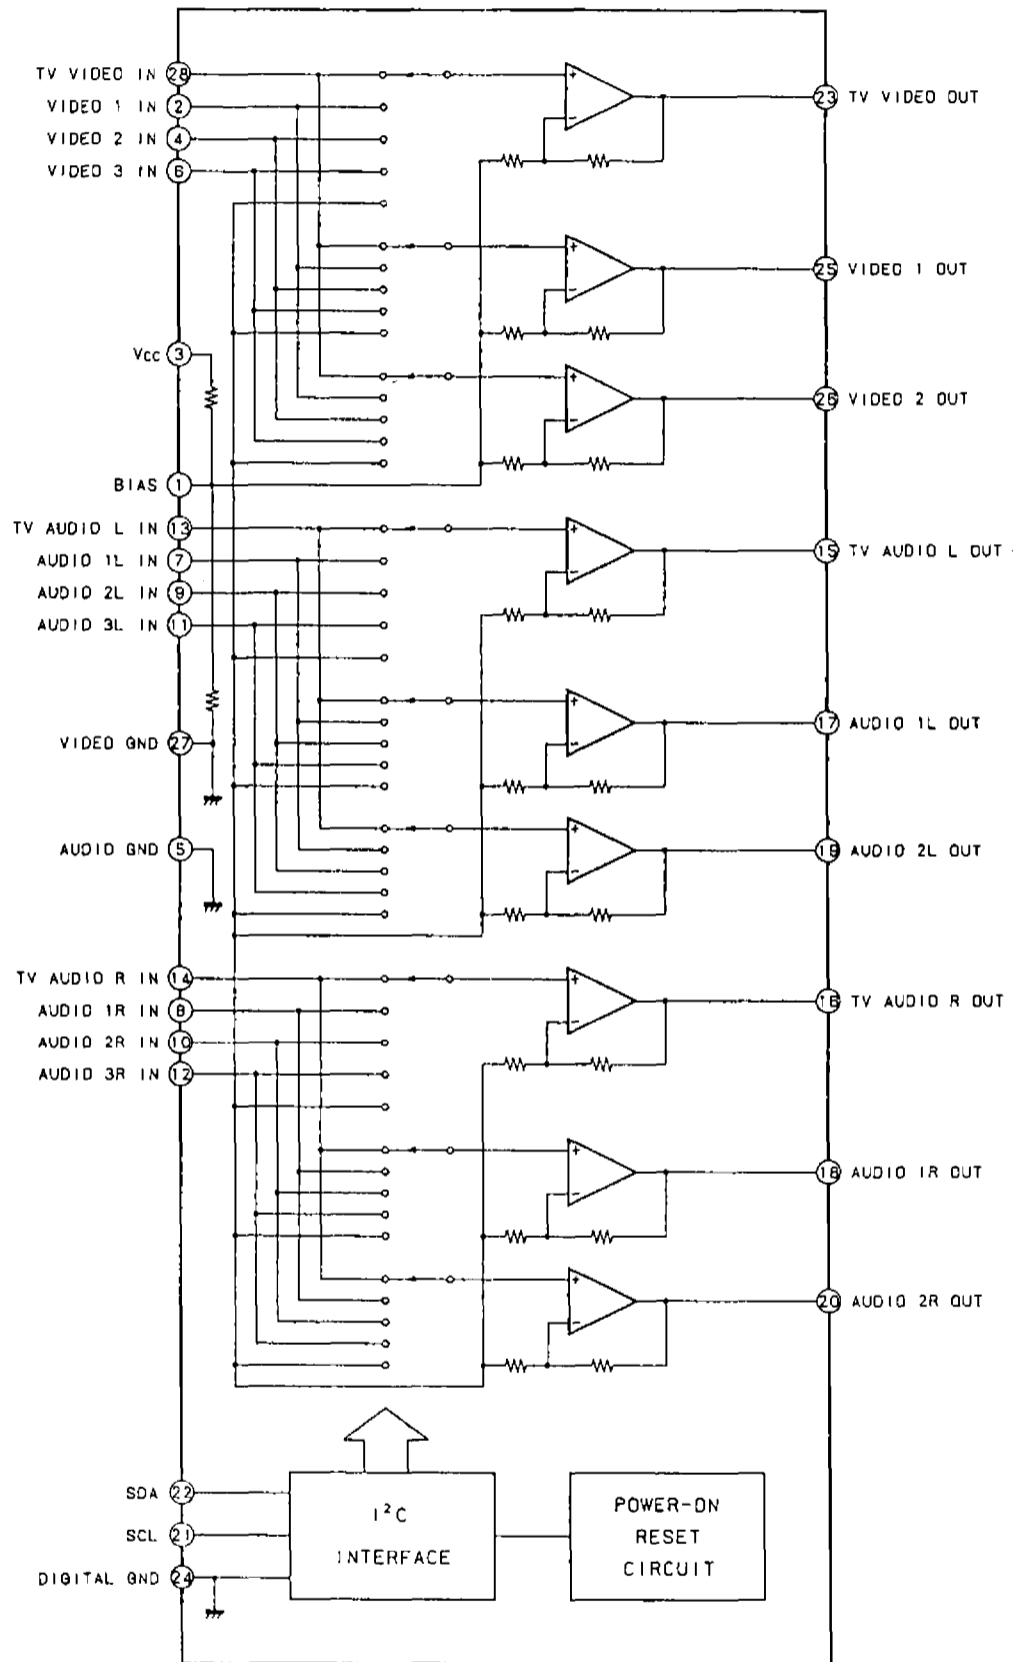 TV VIDEO IN 28
VIDEO 1 IN 2
VIDEO 2 IN 4
VIDEO 3 IN 6
Vcc 3
BIAS 1
TV AUDIO L IN 13
AUDIO 1L IN 7
AUDIO 2L IN 9
AUDIO 3L IN 11
VIDEO GND 27
AUDIO GND 5
TV AUDIO R IN 14
AUDIO 1R IN 8
AUDIO 2R IN 10
AUDIO 3R IN 12
SDA 22
SCL 21
DIGITAL GND 24
+
-
+
-
+
-
+
-
+
-
+
-
+
-
+
-
+
-
23 TV VIDEO OUT
25 VIDEO 1 OUT
26 VIDEO 2 OUT
15 TV AUDIO L OUT
17 AUDIO 1L OUT
19 AUDIO 2L OUT
16 TV AUDIO R OUT
18 AUDIO 1R OUT
20 AUDIO 2R OUT
I²C
INTERFACE
POWER-ON
RESET
CIRCUIT